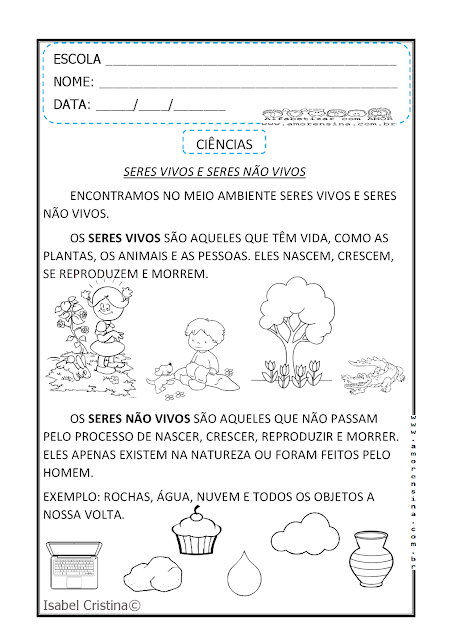 ESCOLA ________________________________________
NOME: ________________________________________
DATA: _____/____/_______
Alfabetizar com AMOR
www.amorensina.com.br
CIÊNCIAS
SERES VIVOS E SERES NÃO VIVOS
ENCONTRAMOS NO MEIO AMBIENTE SERES VIVOS E SERES
NÃO VIVOS.
OS SERES VIVOS SÃO AQUELES QUE TÊM VIDA, COMO AS
PLANTAS, OS ANIMAIS E AS PESSOAS. ELES NASCEM, CRESCEM,
SE REPRODUZEM E MORREM.
OS SERES NÃO VIVOS SÃO AQUELES QUE NÃO PASSAM
PELO PROCESSO DE NASCER, CRESCER, REPRODUZIR E MORRER.
ELES APENAS EXISTEM NA NATUREZA OU FORAM FEITOS PELO
HOMEM.
EXEMPLO: ROCHAS, ÁGUA, NUVEM E TODOS OS OBJETOS A
NOSSA VOLTA.
www.amorensina.com.br
Isabel Cristina©